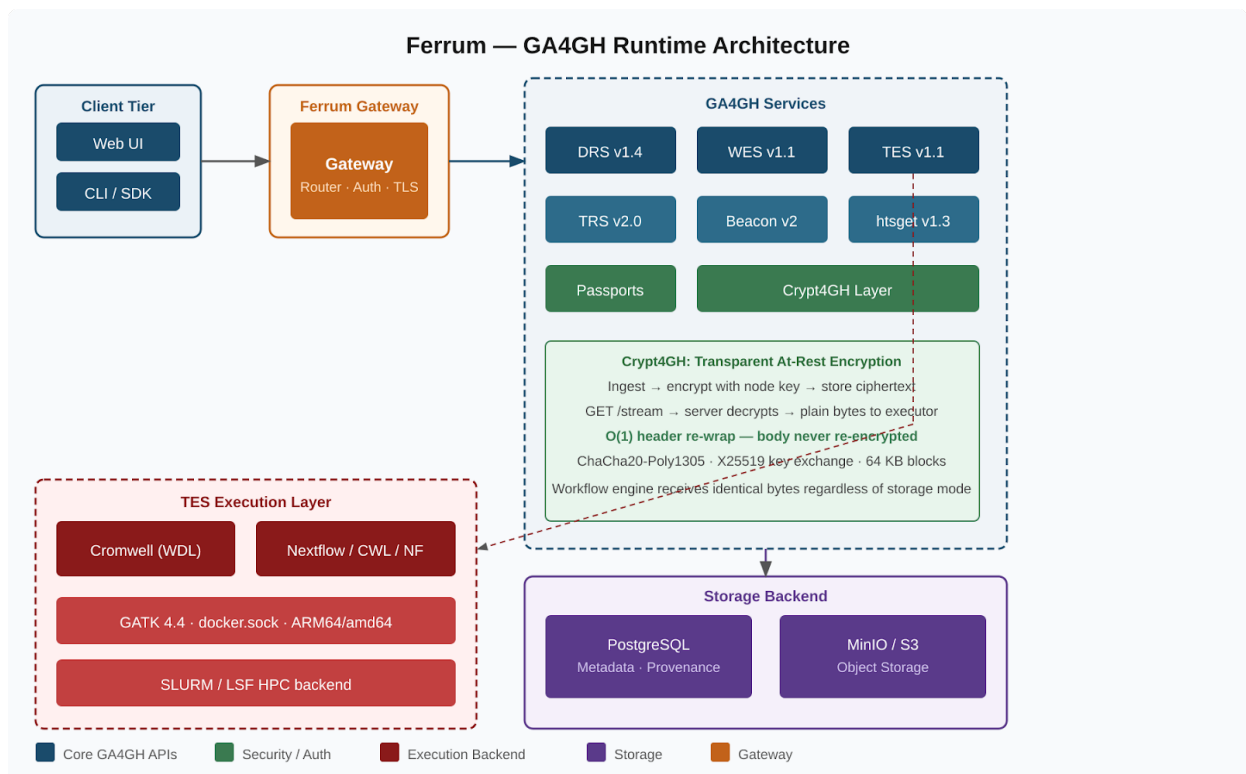 Ferrum — GA4GH Runtime Architecture
Client Tier
Web UI
CLI / SDK
Ferrum Gateway
Gateway
Router · Auth · TLS
GA4GH Services
DRS v1.4
WES v1.1
TES v1.1
TRS v2.0
Beacon v2
htsget v1.3
Passports
Crypt4GH Layer
Crypt4GH: Transparent At-Rest Encryption
Ingest → encrypt with node key → store ciphertext
GET /stream → server decrypts → plain bytes to executor
O(1) header re-wrap — body never re-encrypted
ChaCha20-Poly1305 · X25519 key exchange · 64 KB blocks
Workflow engine receives identical bytes regardless of storage mode
TES Execution Layer
Cromwell (WDL)
Nextflow / CWL / NF
GATK 4.4 · docker.sock · ARM64/amd64
SLURM / LSF HPC backend
Storage Backend
PostgreSQL
Metadata · Provenance
MinIO / S3
Object Storage
Core GA4GH APIs
Security / Auth
Execution Backend
Storage
Gateway